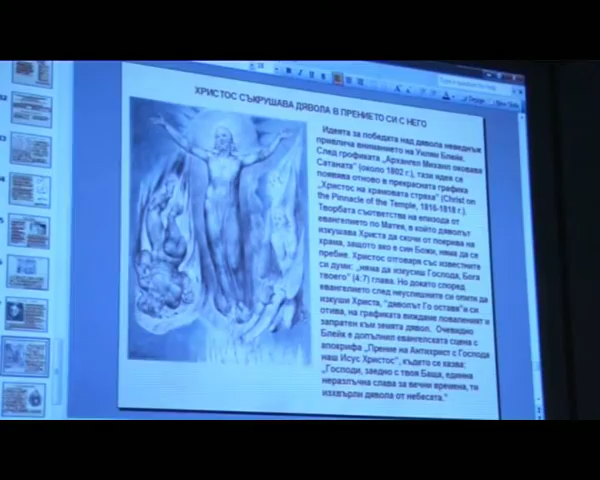 ХРИСТОС СЪКРУШАВА ДЯВОЛА В ПРЕНИЕТО СИ С НЕГО
Идеята за победата над дявола неведнъж
привлича вниманието на Уилям Блейк.
След графиката „Архангел Михаил оковава
Сатаната" (около 1802 г.), тази идея се
появява отново в прекрасната графика
„Христос на храмовата стряха" (Christ on
the Pinnacle of the Temple, 1816-1818 г.).
Творбата съответства на епизода от
евангелието по Матея, в който дяволът
изкушава Христа да скочи от покрива на
храма, защото ако е син Божи, няма да се
пребие. Христос отговаря със известните
си думи: „няма да изкусиш Господа, Бога
твоего" (4:7) глава. Но докато според
евангелието след неуспешните си опити да
изкуши Христа, "дяволът Го остава" и си
отива, на графиката виждаме поваленият и
запратен към земята дявол. Очевидно
Блейк е допълнил евангелската сцена с
апокрифа „Прение на Антихрист с Господа
наш Исус Христос", където се казва:
„Господи, заедно с твоя Баща, единна
неразлъчна слава за вечни времена, ти
изхвърли дявола от небесата."